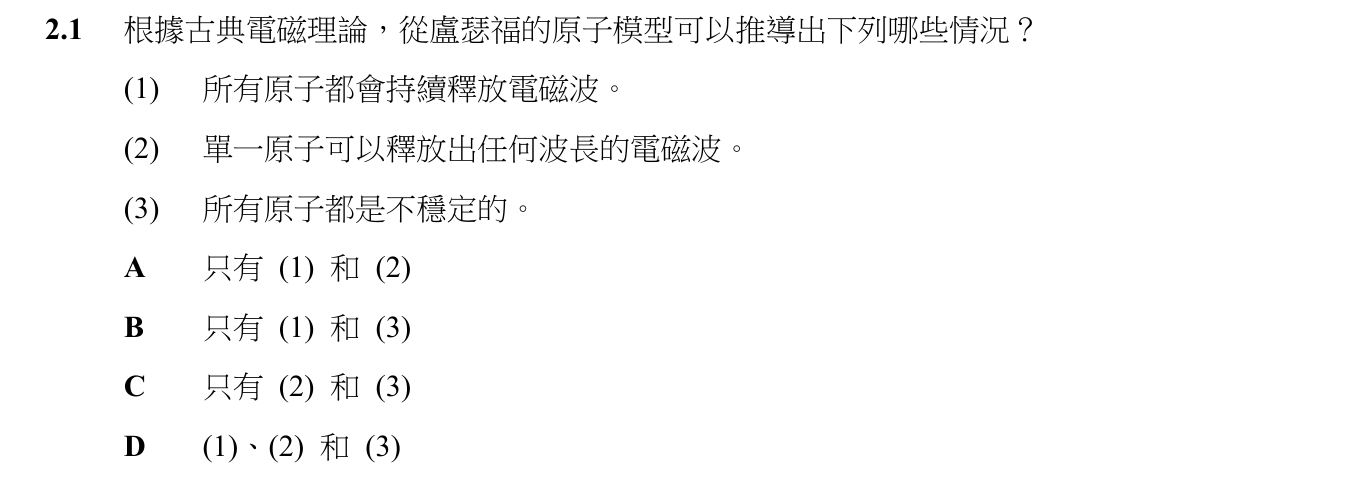 2.1 根據古典電磁理論，從盧瑟福的原子模型可以推導出下列哪些情況？
(1) 所有原子都會持續釋放電磁波。
(2) 單一原子可以釋放出任何波長的電磁波。
(3) 所有原子都是不穩定的。
A 只有 (1) 和 (2)
B 只有 (1) 和 (3)
C 只有 (2) 和 (3)
D (1)、(2) 和 (3)